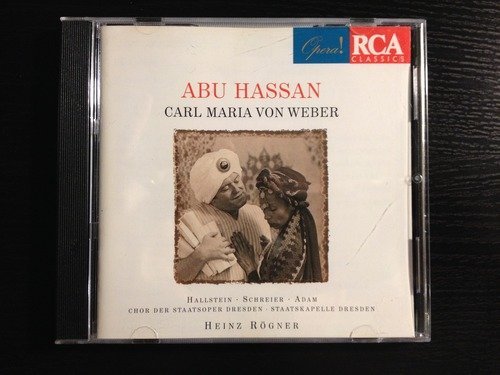 Opera!
RCA
CLASSICS
ABU HASSAN
CARL MARIA VON WEBER
HALLSTEIN · SCHREIER · ADAM
CHOR DER STAATSOPER DRESDEN · STAATSKAPELLE DRESDEN
HEINZ RÖGNER